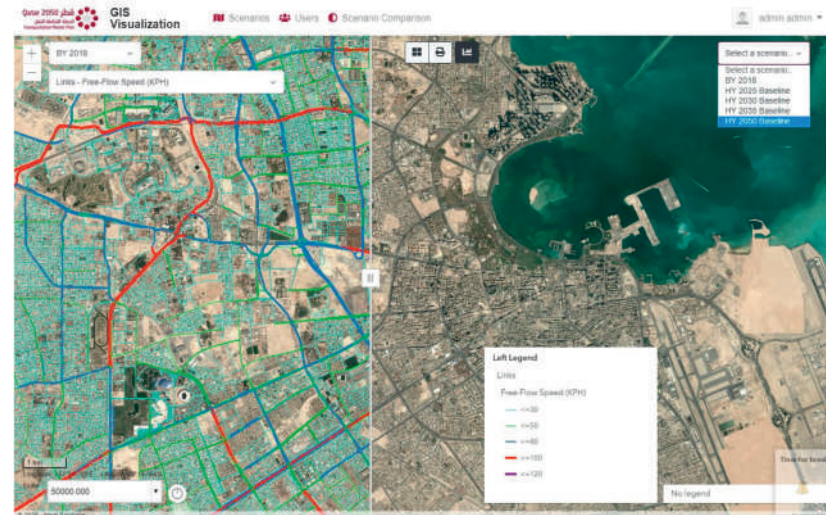 Qatar 2050 قطر
GIS
Visualization
Scenarios
Users
Scenario Comparison
admin admin
BY 2018
Links - Free-Flow Speed (KPH)
Select a scenario..
Select a scenario..
BY 2018
HY 2025 Baseline
HY 2030 Baseline
HY 2035 Baseline
HY 2050 Baseline
Left Legend
Links
Free-Flow Speed (KPH)
<=30
<=50
<=80
<=100
<=120
50000.000
No legend